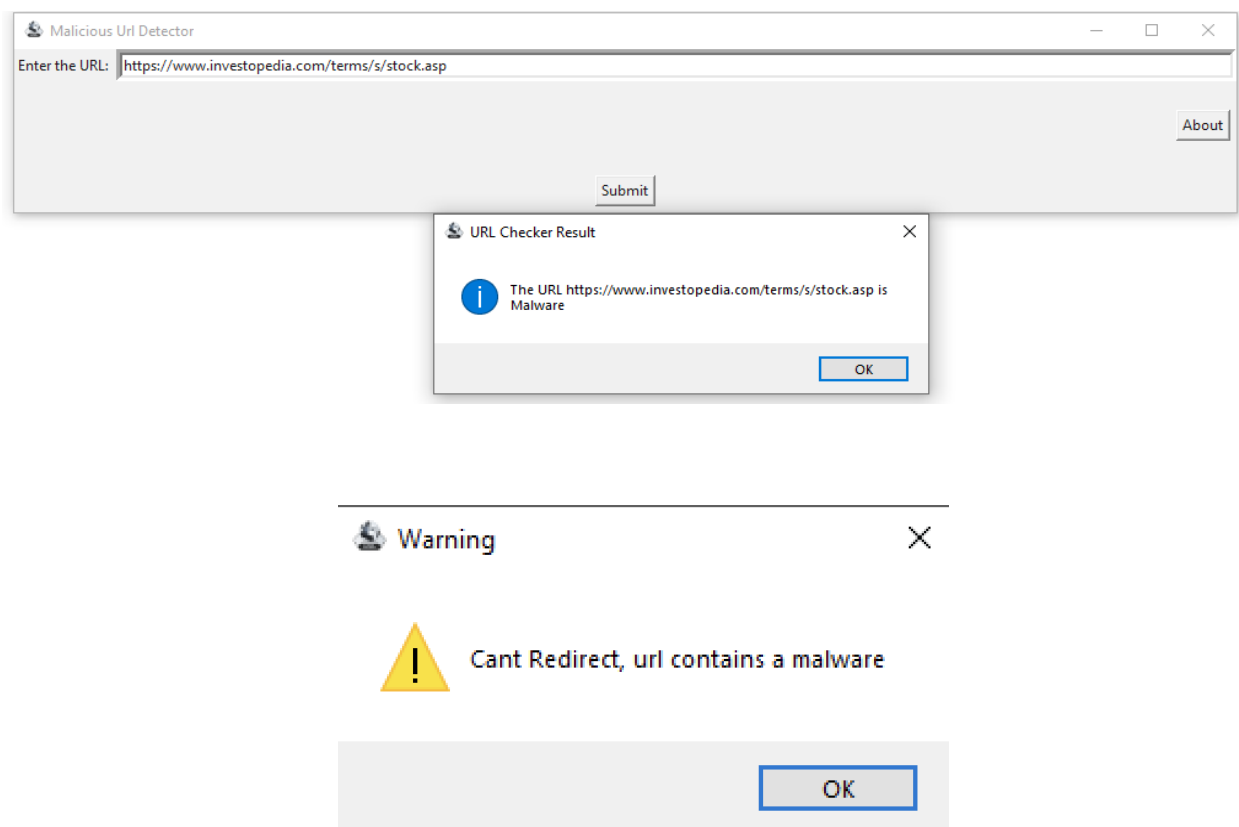 Malicious Url Detector
Enter the URL: https://www.investopedia.com/terms/s/stock.asp
About
Submit
URL Checker Result
The URL https://www.investopedia.com/terms/s/stock.asp is
Malware
OK
Warning
Cant Redirect, url contains a malware
OK